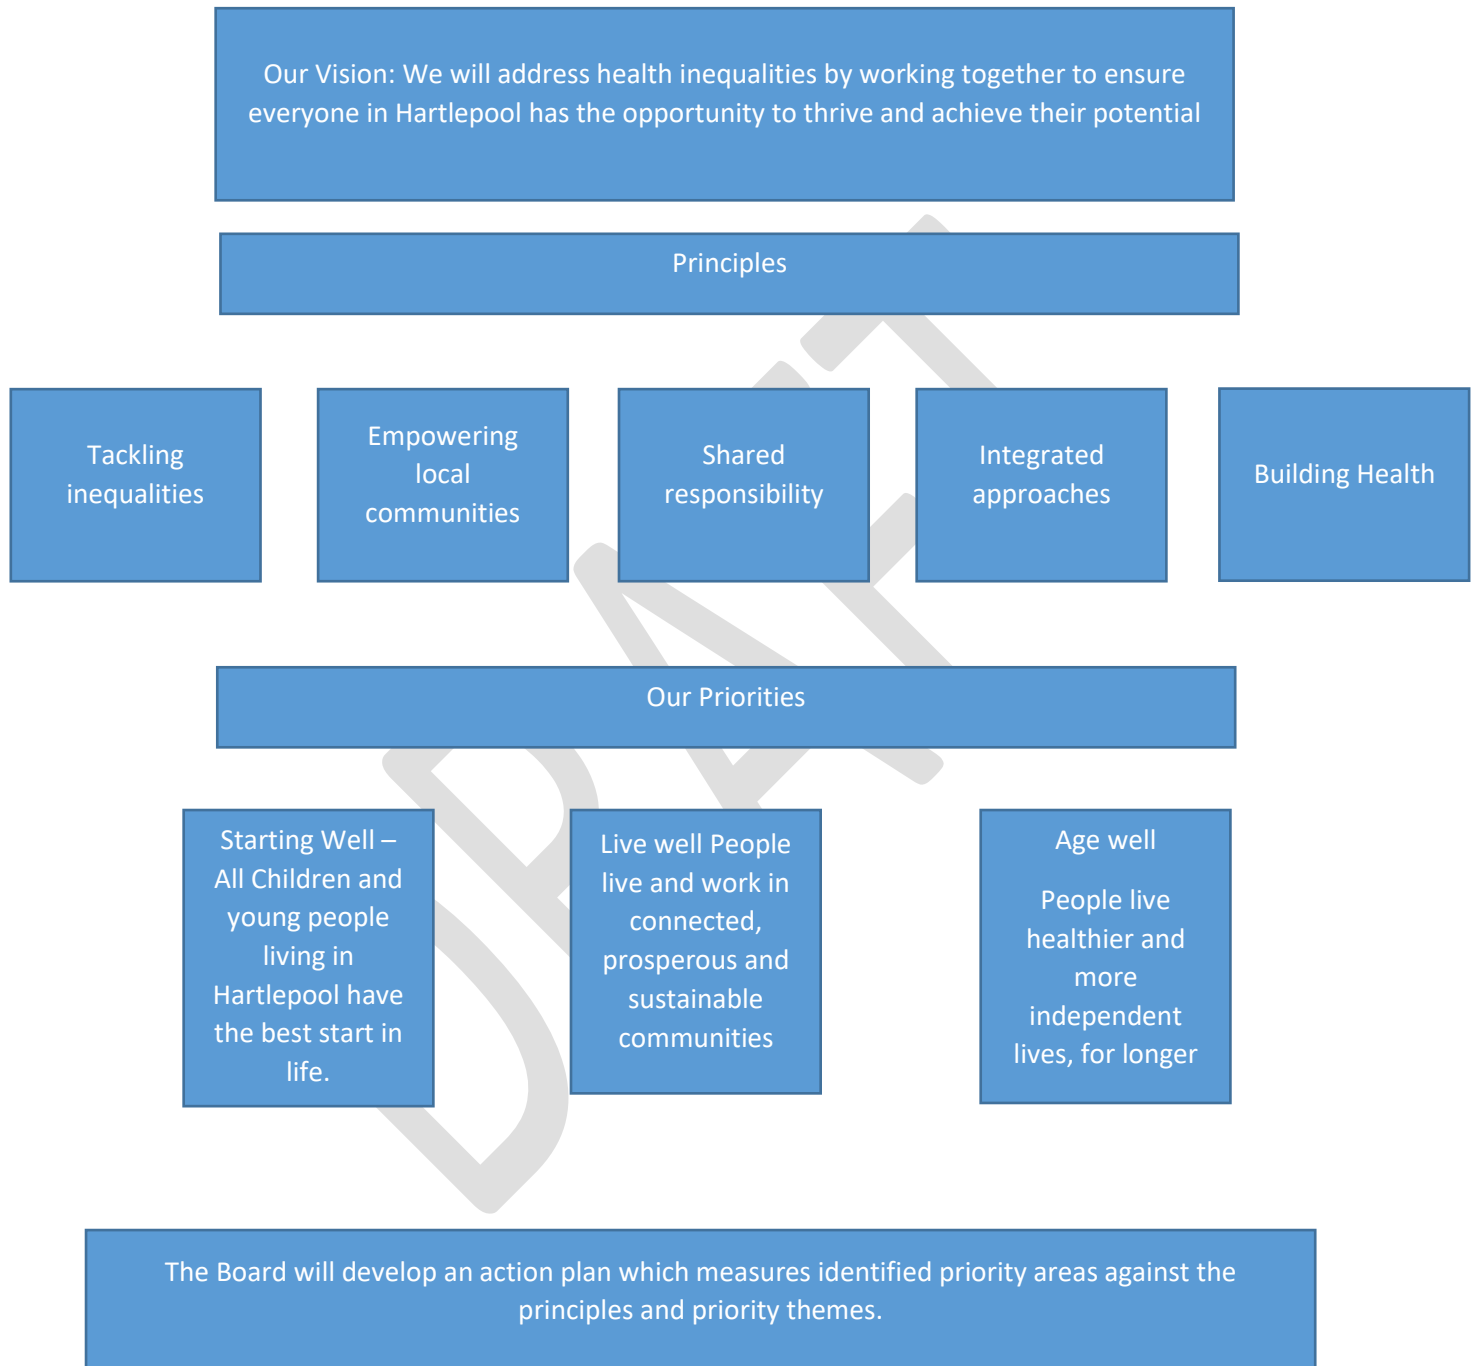 Our Vision: We will address health inequalities by working together to ensure
everyone in Hartlepool has the opportunity to thrive and achieve their potential
Principles
Tackling
inequalities
Empowering
local
communities
Shared
responsibility
Integrated
approaches
Building Health
Our Priorities
Starting Well –
All Children and
young people
living in
Hartlepool have
the best start in
life.
Live well People
live and work in
connected,
prosperous and
sustainable
communities
Age well
People live
healthier and
more
independent
lives, for longer
The Board will develop an action plan which measures identified priority areas against the
principles and priority themes.
DRAFT